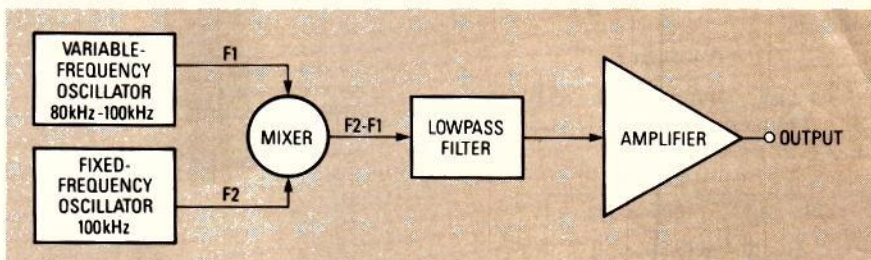 VARIABLE-
FREQUENCY
OSCILLATOR
80kHz-100kHz
F1
FIXED-
FREQUENCY
OSCILLATOR
100kHz
F2
MIXER
F2-F1
LOWPASS
FILTER
AMPLIFIER
OUTPUT